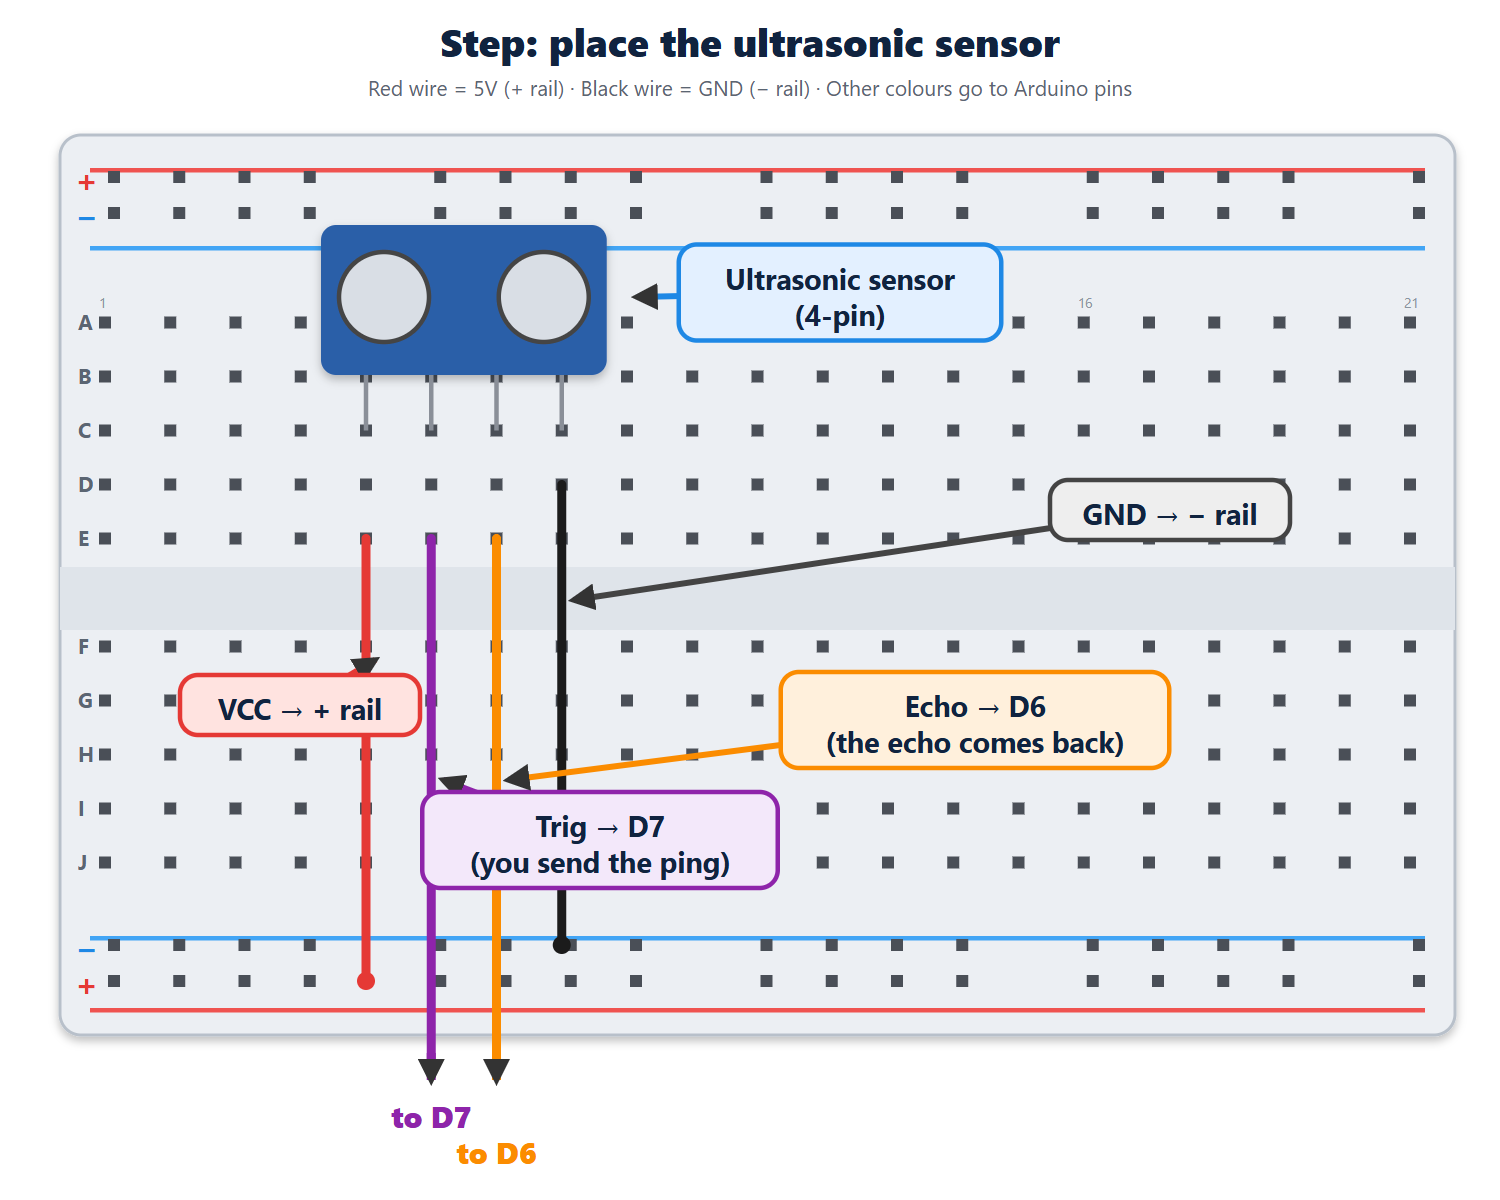 Step: place the ultrasonic sensor
Red wire = 5V (+ rail) · Black wire = GND (− rail) · Other colours go to Arduino pins
+
−
Ultrasonic sensor
(4-pin)
1
16
21
A
B
C
D
GND → − rail
E
F
G
VCC → + rail
Echo → D6
(the echo comes back)
H
I
Trig → D7
(you send the ping)
J
−
+
to D7
to D6